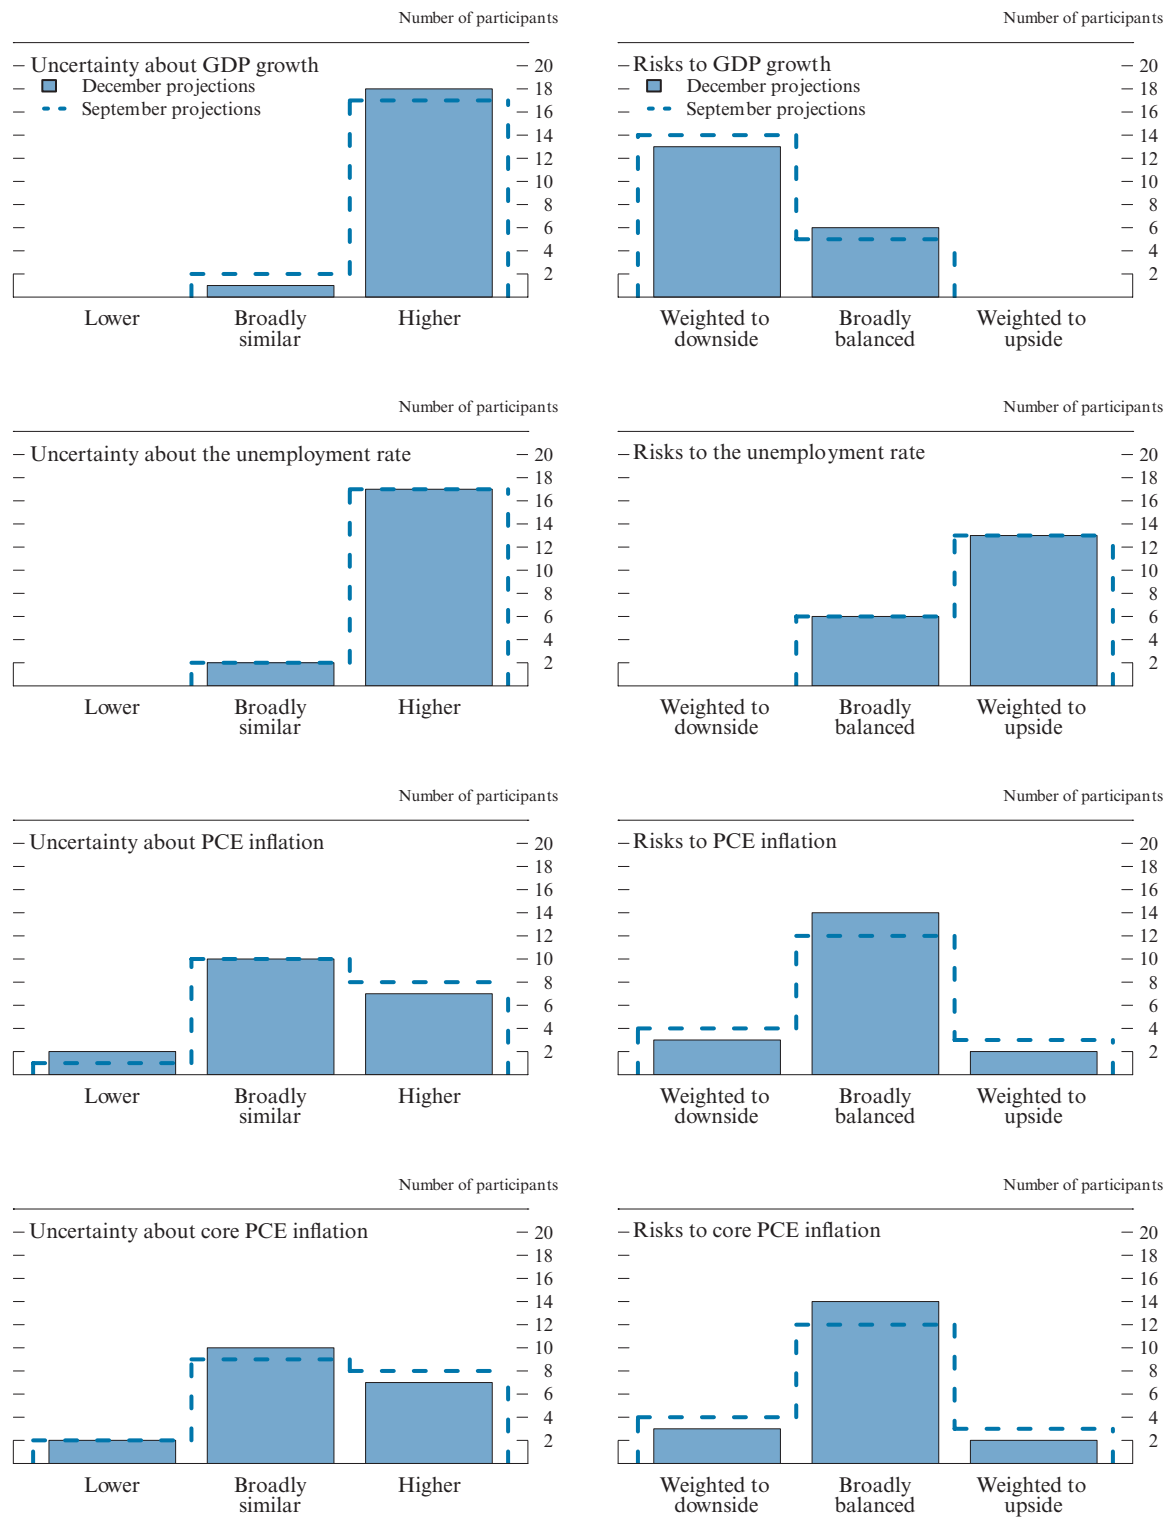 Number of participants
Uncertainty about GDP growth
December projections
September projections
20
18
16
14
12
10
8
6
4
2
Lower
Broadly
similar
Higher
Number of participants
Risks to GDP growth
December projections
September projections
20
18
16
14
12
10
8
6
4
2
Weighted to
downside
Broadly
balanced
Weighted to
upside
Number of participants
Uncertainty about the unemployment rate
20
18
16
14
12
10
8
6
4
2
Lower
Broadly
similar
Higher
Number of participants
Risks to the unemployment rate
20
18
16
14
12
10
8
6
4
2
Weighted to
downside
Broadly
balanced
Weighted to
upside
Number of participants
Uncertainty about PCE inflation
20
18
16
14
12
10
8
6
4
2
Lower
Broadly
similar
Higher
Number of participants
Risks to PCE inflation
20
18
16
14
12
10
8
6
4
2
Weighted to
downside
Broadly
balanced
Weighted to
upside
Number of participants
Uncertainty about core PCE inflation
20
18
16
14
12
10
8
6
4
2
Lower
Broadly
similar
Higher
Number of participants
Risks to core PCE inflation
20
18
16
14
12
10
8
6
4
2
Weighted to
downside
Broadly
balanced
Weighted to
upside